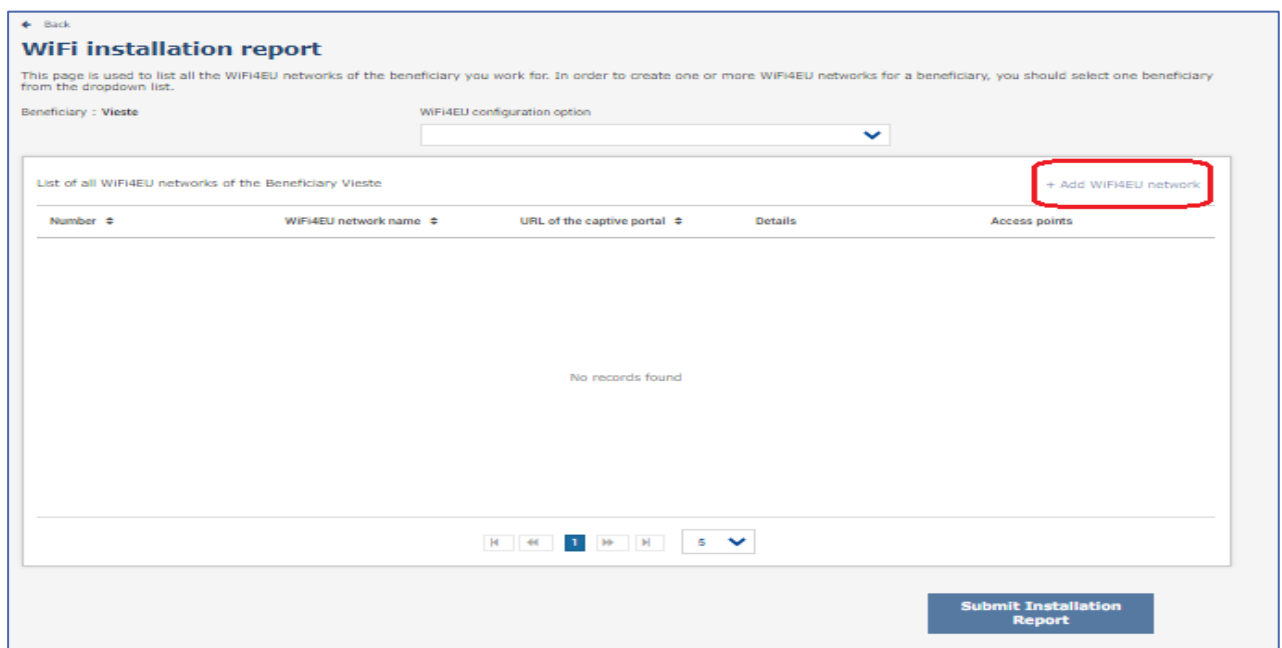 Back
WiFi installation report
This page is used to list all the WiFi4EU networks of the beneficiary you work for. In order to create one or more WiFi4EU networks for a beneficiary, you should select one beneficiary
from the dropdown list.
Beneficiary : Vieste
WiFi4EU configuration option
List of all WiFi4EU networks of the Beneficiary Vieste
+ Add WiFi4EU network
Number WiFi4EU network name URL of the captive portal Details Access points
No records found
1 5
Submit Installation
Report